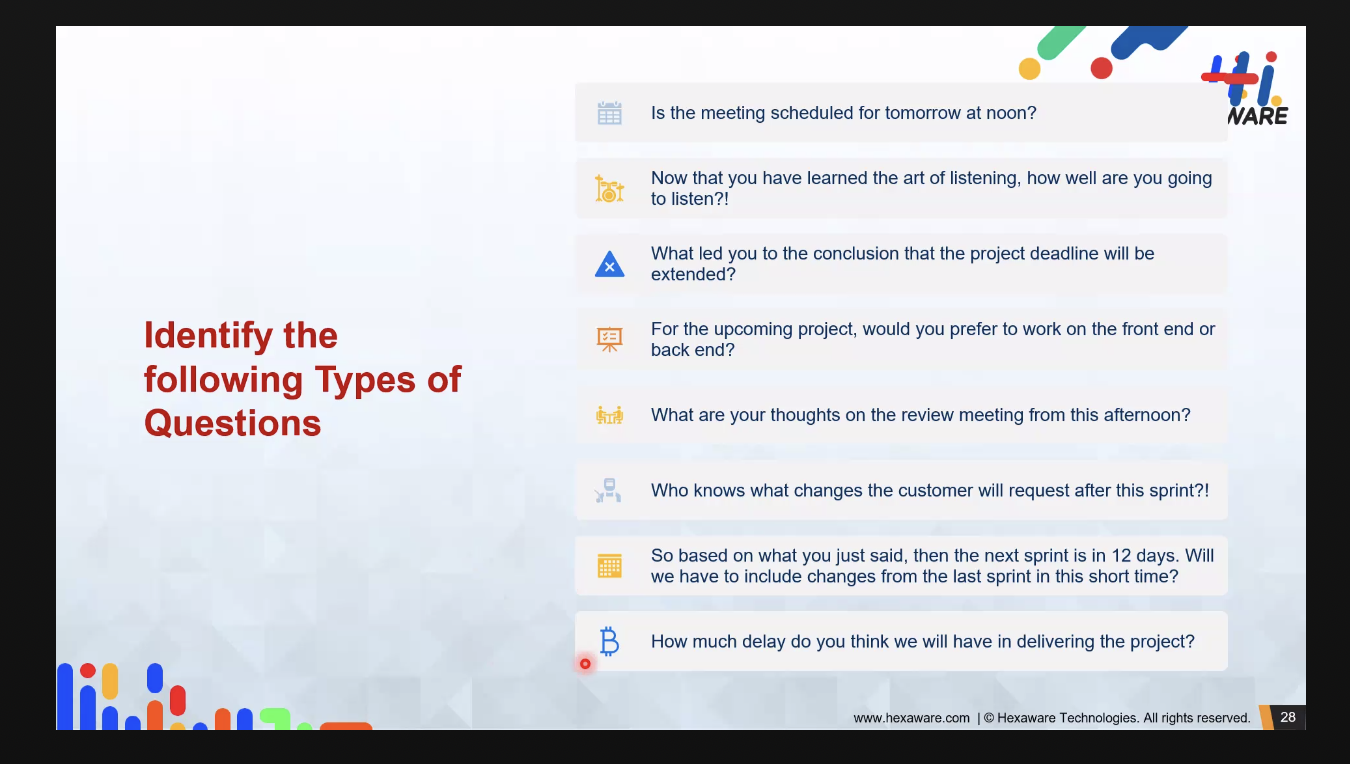 WARE
Is the meeting scheduled for tomorrow at noon?
Now that you have learned the art of listening, how well are you going
to listen?!
What led you to the conclusion that the project deadline will be
extended?
For the upcoming project, would you prefer to work on the front end or
back end?
What are your thoughts on the review meeting from this afternoon?
Who knows what changes the customer will request after this sprint?!
So based on what you just said, then the next sprint is in 12 days. Will
we have to include changes from the last sprint in this short time?
How much delay do you think we will have in delivering the project?
Identify the
following Types of
Questions
www.hexaware.com | © Hexaware Technologies. All rights reserved.
28